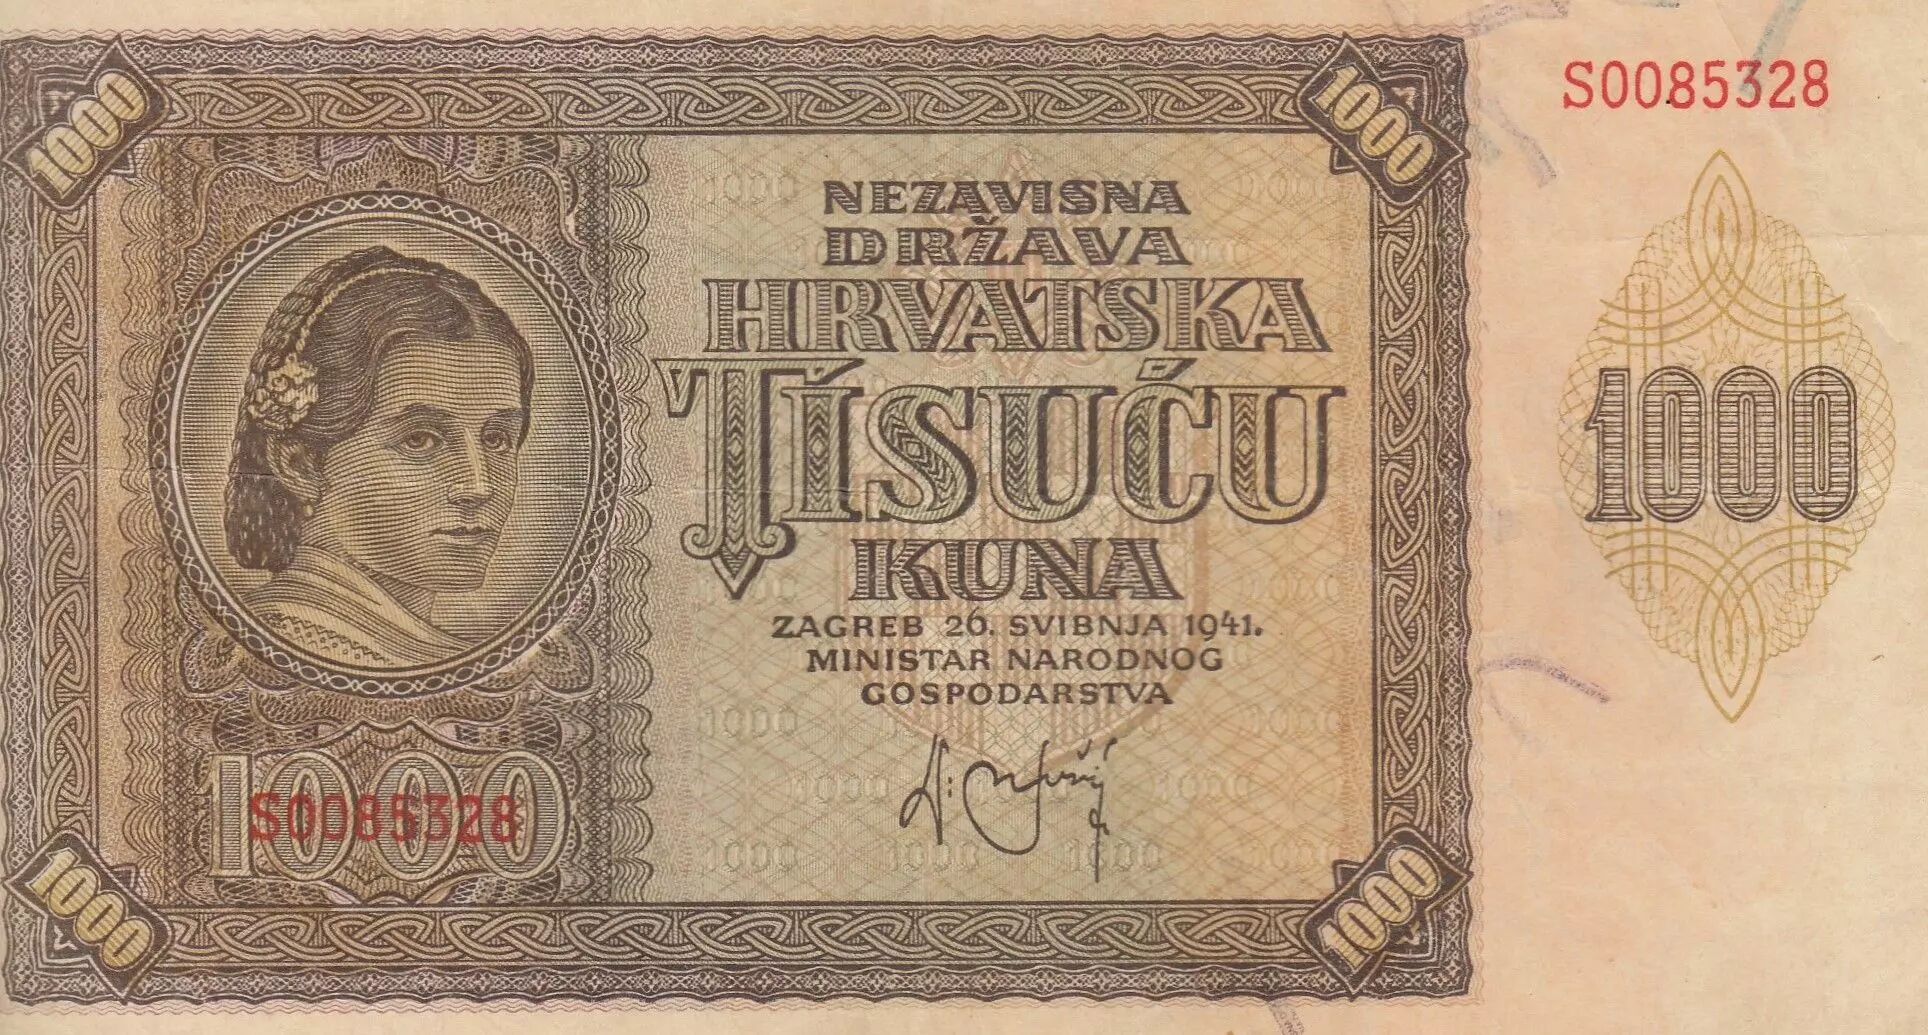 1000
1000
S0085328
NEZAVISNA
DRŽAVA
HRVATSKA
TISUĆU
KUNA
ZAGREB 26. SVIBNJA 1941.
MINISTAR NARODNOG
GOSPODARSTVA
1000
1000
S0085328
1000
1000